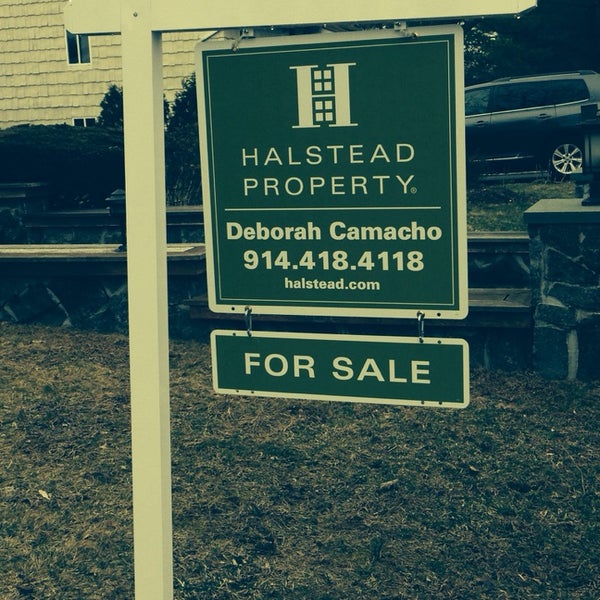 H
HALSTEAD
PROPERTY®
Deborah Camacho
914.418.4118
halstead.com
FOR SALE